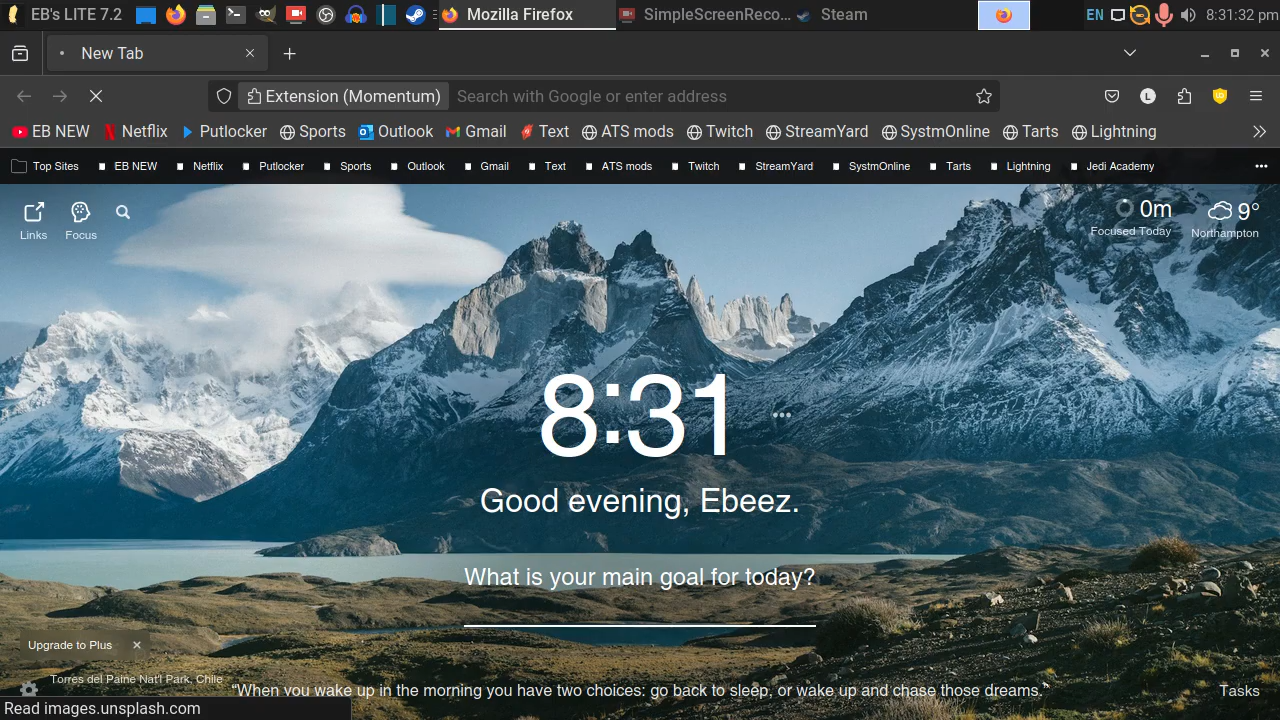 EB's LITE 7.2 Mozilla Firefox SimpleScreenReco... Steam EN 8:31:32 pm
New Tab
Extension (Momentum) Search with Google or enter address L
EB NEW Netflix Putlocker Sports Outlook Gmail Text ATS mods Twitch StreamYard SystmOnline Tarts Lightning
Top Sites EB NEW Netflix Putlocker Sports Outlook Gmail Text ATS mods Twitch StreamYard SystmOnline Tarts Lightning Jedi Academy
0m 9°
Links Focus Focused Today Northampton
8:31
Good evening, Ebeez.
What is your main goal for today?
Upgrade to Plus
Torres del Paine Nat'l Park, Chile
“When you wake up in the morning you have two choices: go back to sleep, or wake up and chase those dreams.” Tasks
Read images.unsplash.com